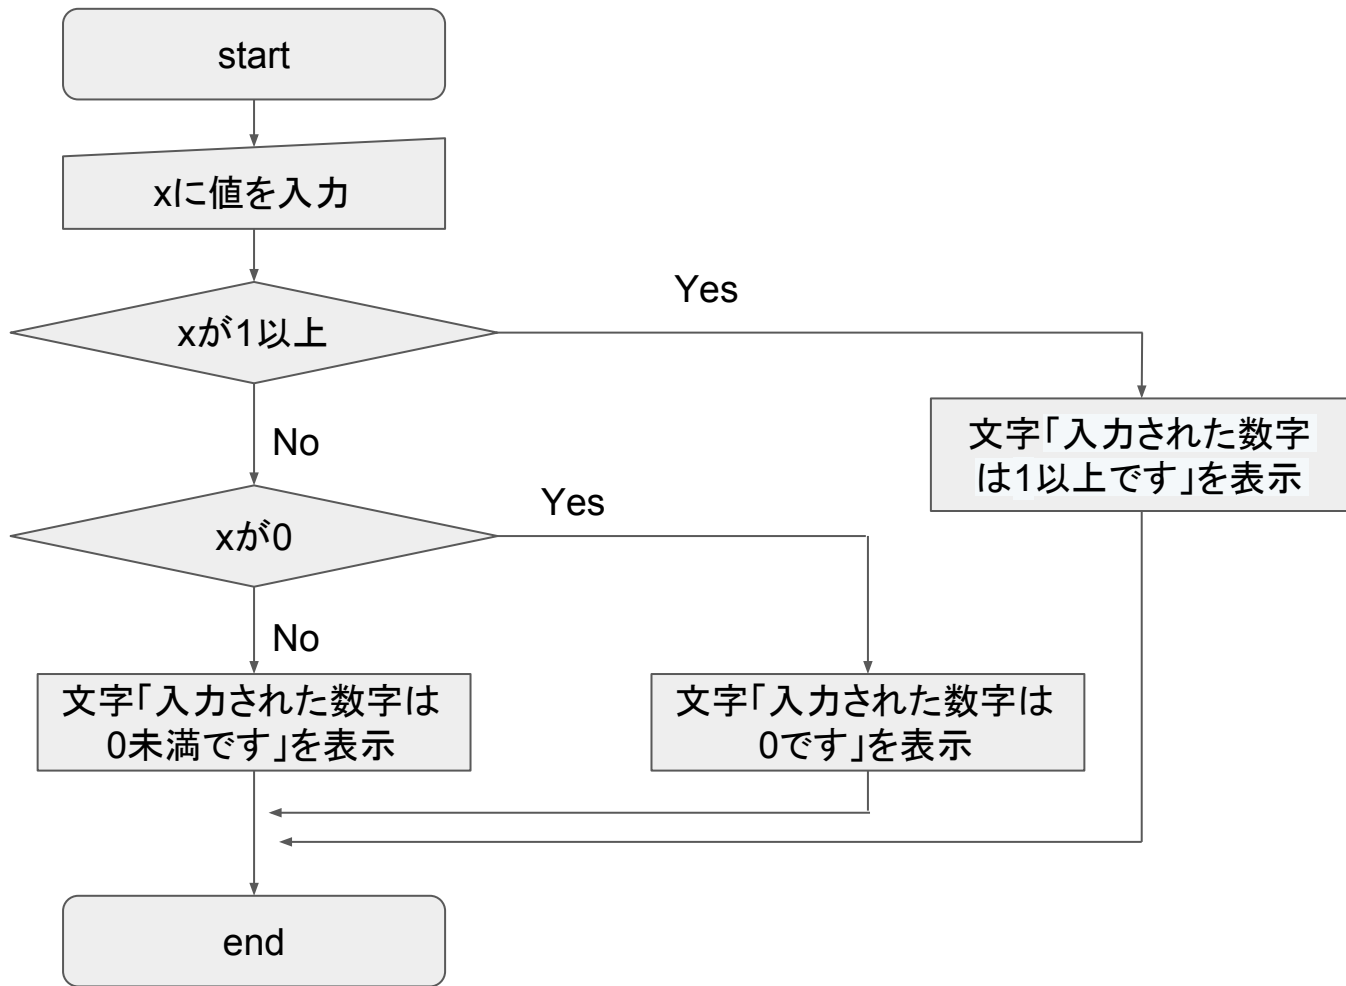 start
xに値を入力
xが1以上
Yes
文字「入力された数字
は1以上です」を表示
No
xが0
Yes
No
文字「入力された数字は
0未満です」を表示
文字「入力された数字は
0です」を表示
end